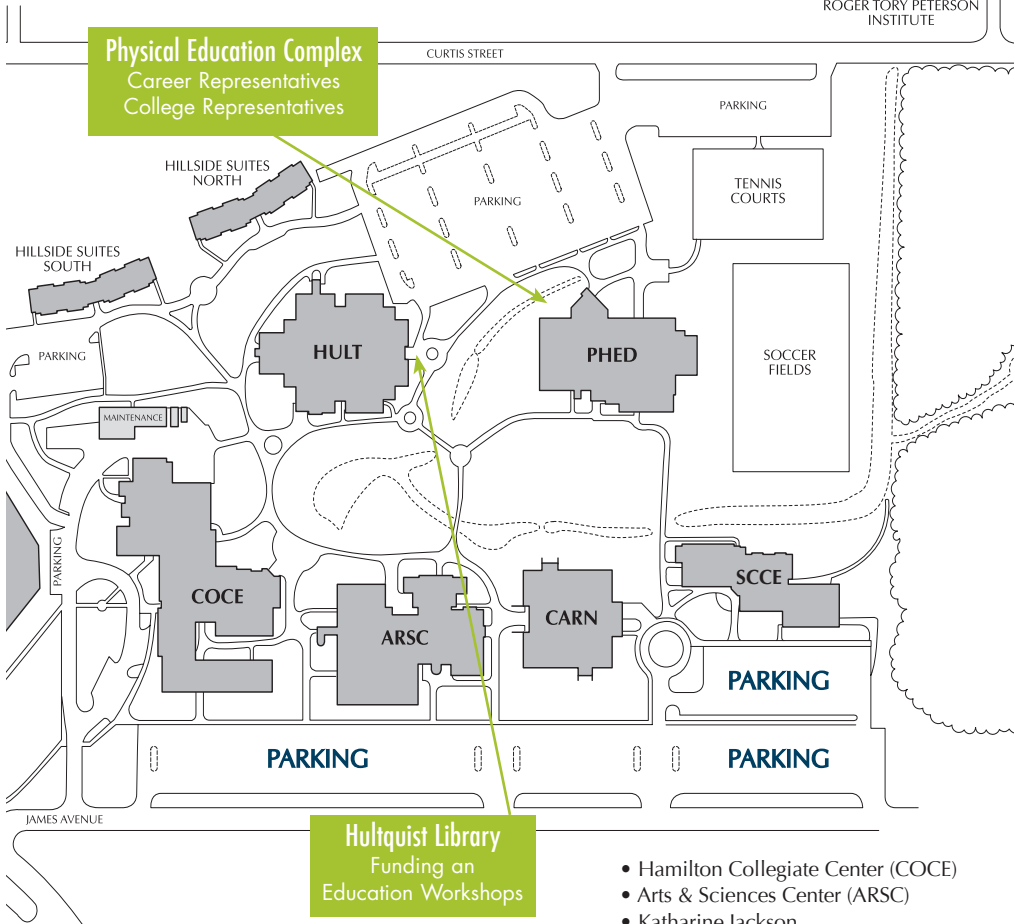 ROGER TORY PETERSON
INSTITUTE
Physical Education Complex
Career Representatives
College Representatives
CURTIS STREET
PARKING
HILLSIDE SUITES
NORTH
TENNIS
COURTS
PARKING
HILLSIDE SUITES
SOUTH
HULT
PHED
PARKING
SOCCER
FIELDS
MAINTENANCE
PARKING
COCE
ARSC
CARN
SCCE
PARKING
PARKING
PARKING
JAMES AVENUE
Hultquist Library
Funding an
Education Workshops
• Hamilton Collegiate Center (COCE)
• Arts & Sciences Center (ARSC)
• Katharine Jackson